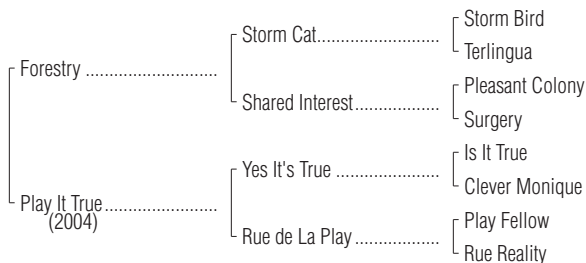 Storm Bird
Storm Cat..........................
Terlingua
Forestry ............................
Pleasant Colony
Shared Interest..................
Surgery
Is It True
Yes It's True ......................
Clever Monique
Play It True........................
(2004)
Play Fellow
Rue de La Play ..................
Rue Reality